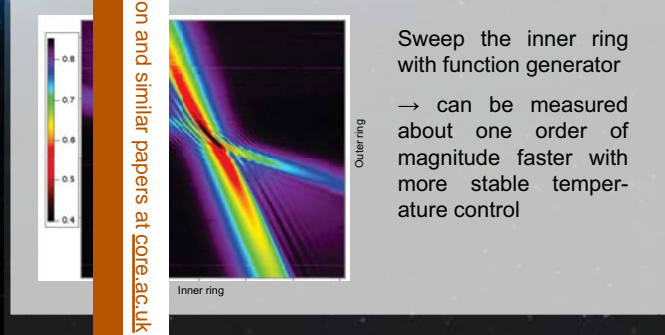 0.8
0.7
0.6
0.5
0.4
on and similar papers at core.ac.uk
Outer ring
Inner ring
Sweep the inner ring
with function generator
→ can be measured
about one order of
magnitude faster with
more stable temper-
ature control